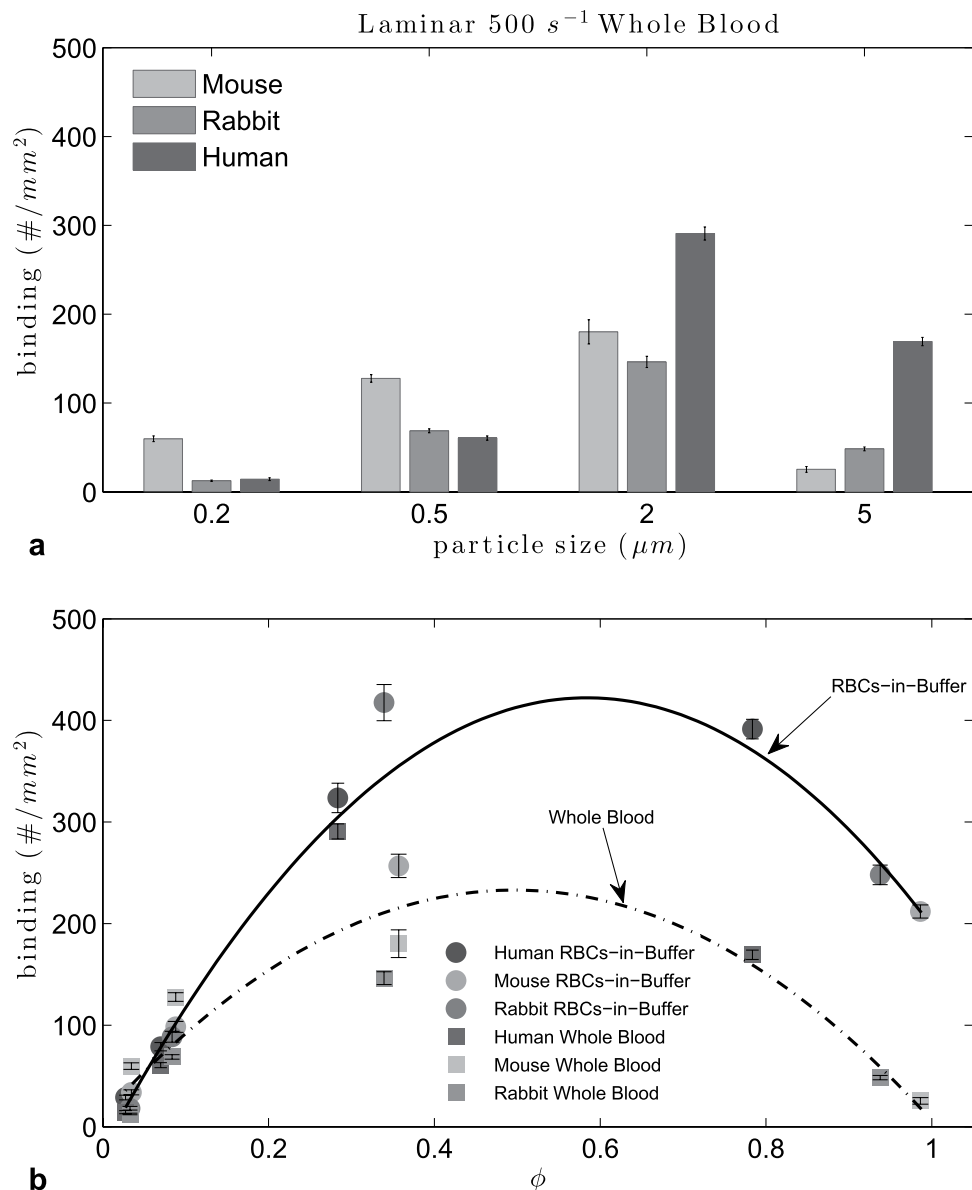 Laminar 500 s⁻¹ Whole Blood
500
400
300
200
100
0
binding (#/mm²)
Mouse
Rabbit
Human
0.2 0.5 2 5
particle size (μm)
a
500
400
300
200
100
0
binding (#/mm²)
RBCs−in−Buffer
Whole Blood
Human RBCs−in−Buffer
Mouse RBCs−in−Buffer
Rabbit RBCs−in−Buffer
Human Whole Blood
Mouse Whole Blood
Rabbit Whole Blood
0 0.2 0.4 0.6 0.8 1
ϕ
b